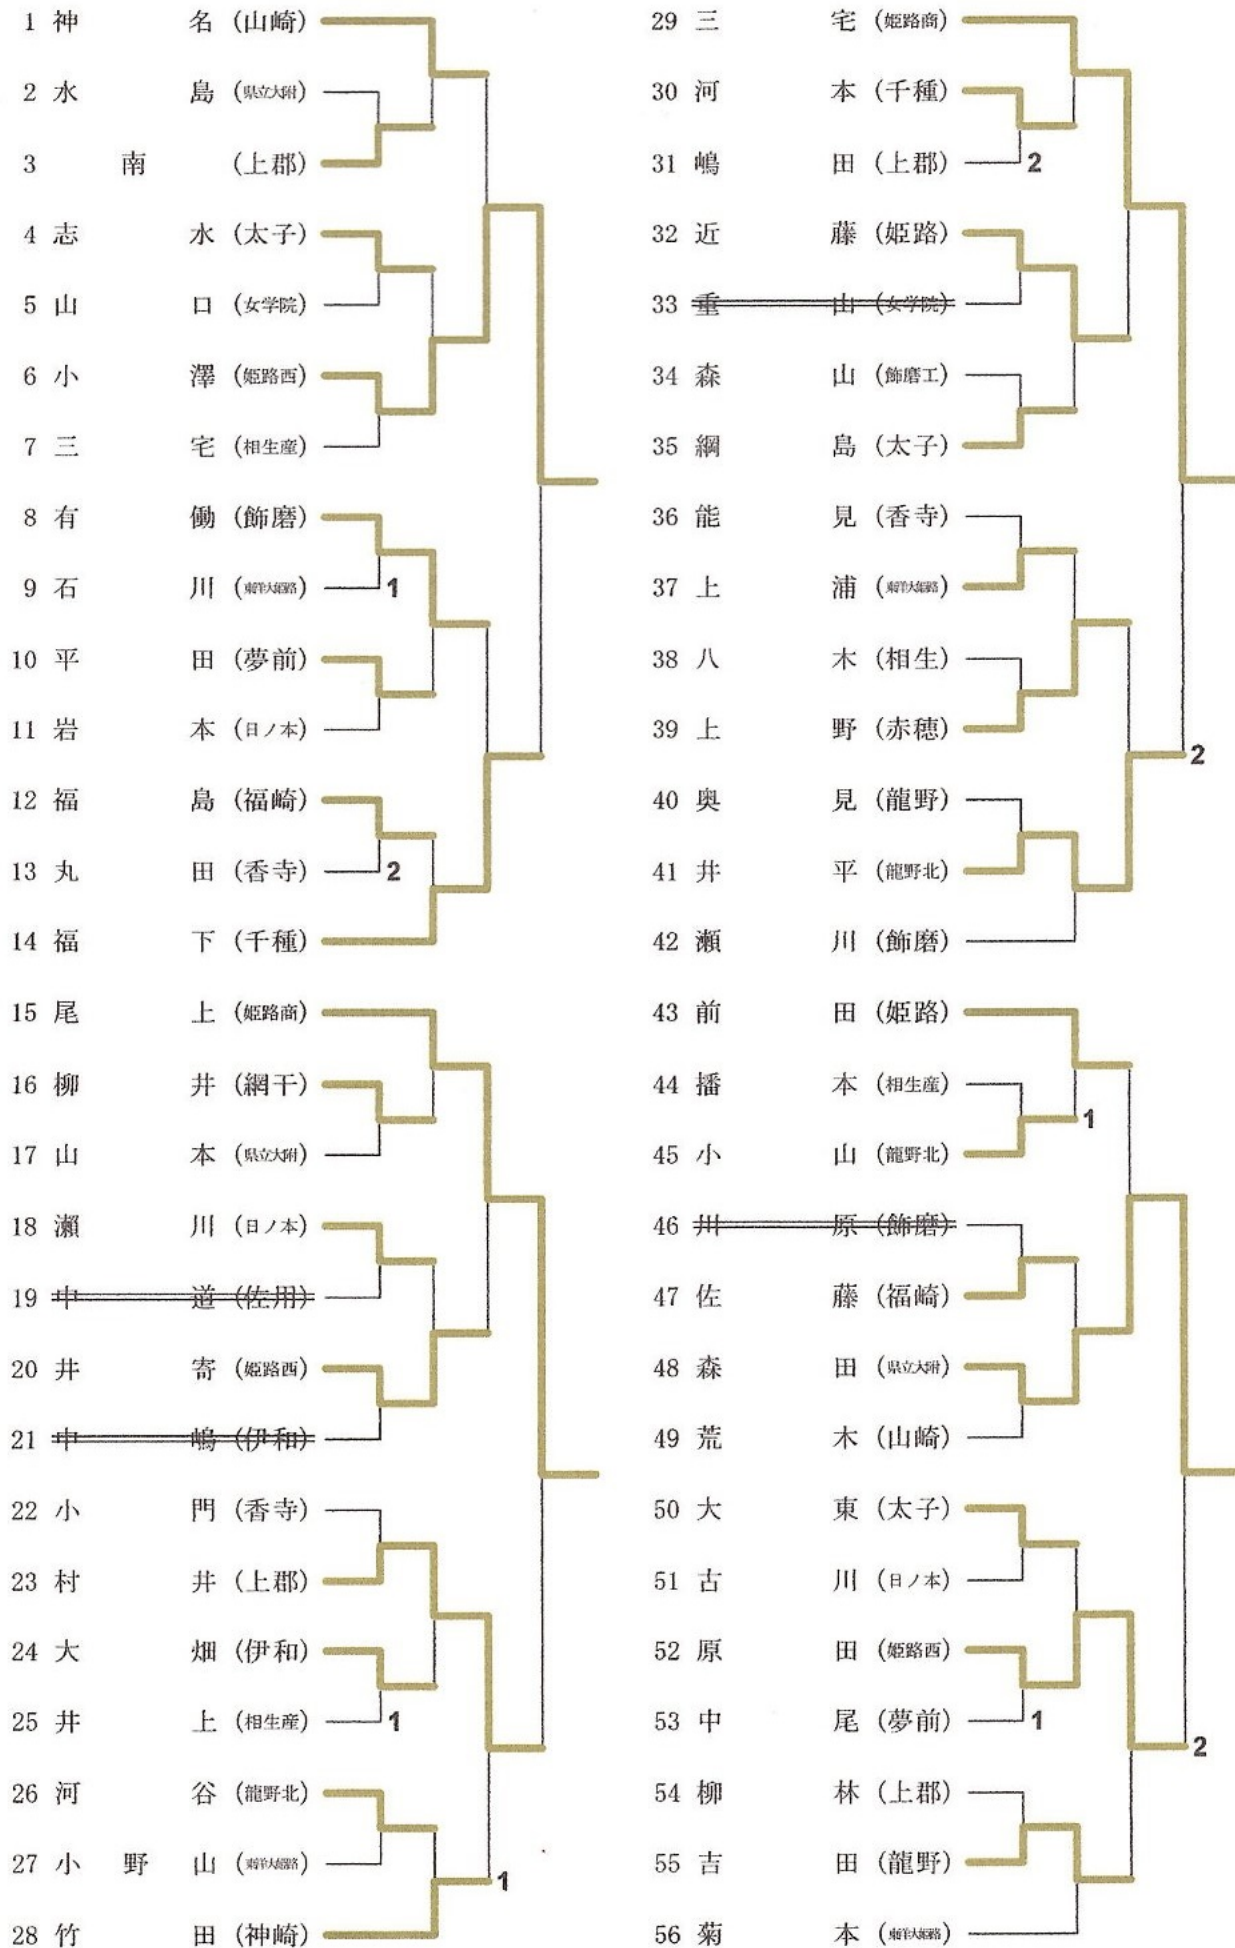 1 神名 (山崎)
2 水島 (県立大附)
3 南 (上郡)
4 志水 (太子)
5 山口 (女学院)
6 小澤 (姫路西)
7 三宅 (相生産)
8 有働 (飾磨)
9 石川 (東洋大姫路)
1
10 平田 (夢前)
11 岩本 (日ノ本)
12 福島 (福崎)
13 丸田 (香寺)
2
14 福下 (千種)
15 尾上 (姫路商)
16 柳井 (網干)
17 山本 (県立大附)
18 瀬川 (日ノ本)
19 中道 (佐用)
20 井寄 (姫路西)
21 中嶋 (伊和)
22 小門 (香寺)
23 村井 (上郡)
24 大畑 (伊和)
25 井上 (相生産)
1
26 河谷 (龍野北)
27 小野山 (東洋大姫路)
1
28 竹田 (神崎)
29 三宅 (姫路商)
30 河本 (千種)
31 嶋田 (上郡)
2
32 近藤 (姫路)
33 重山 (女学院)
34 森山 (飾磨工)
35 綱島 (太子)
36 能見 (香寺)
37 上浦 (東洋大姫路)
38 八木 (相生)
39 上野 (赤穂)
2
40 奥見 (龍野)
41 井平 (龍野北)
42 瀬川 (飾磨)
43 前田 (姫路)
44 播本 (相生産)
1
45 小山 (龍野北)
46 川原 (飾磨)
47 佐藤 (福崎)
48 森田 (県立大附)
49 荒木 (山崎)
50 大東 (太子)
51 古川 (日ノ本)
52 原田 (姫路西)
53 中尾 (夢前)
1
2
54 柳林 (上郡)
55 吉田 (龍野)
56 菊本 (東洋大姫路)